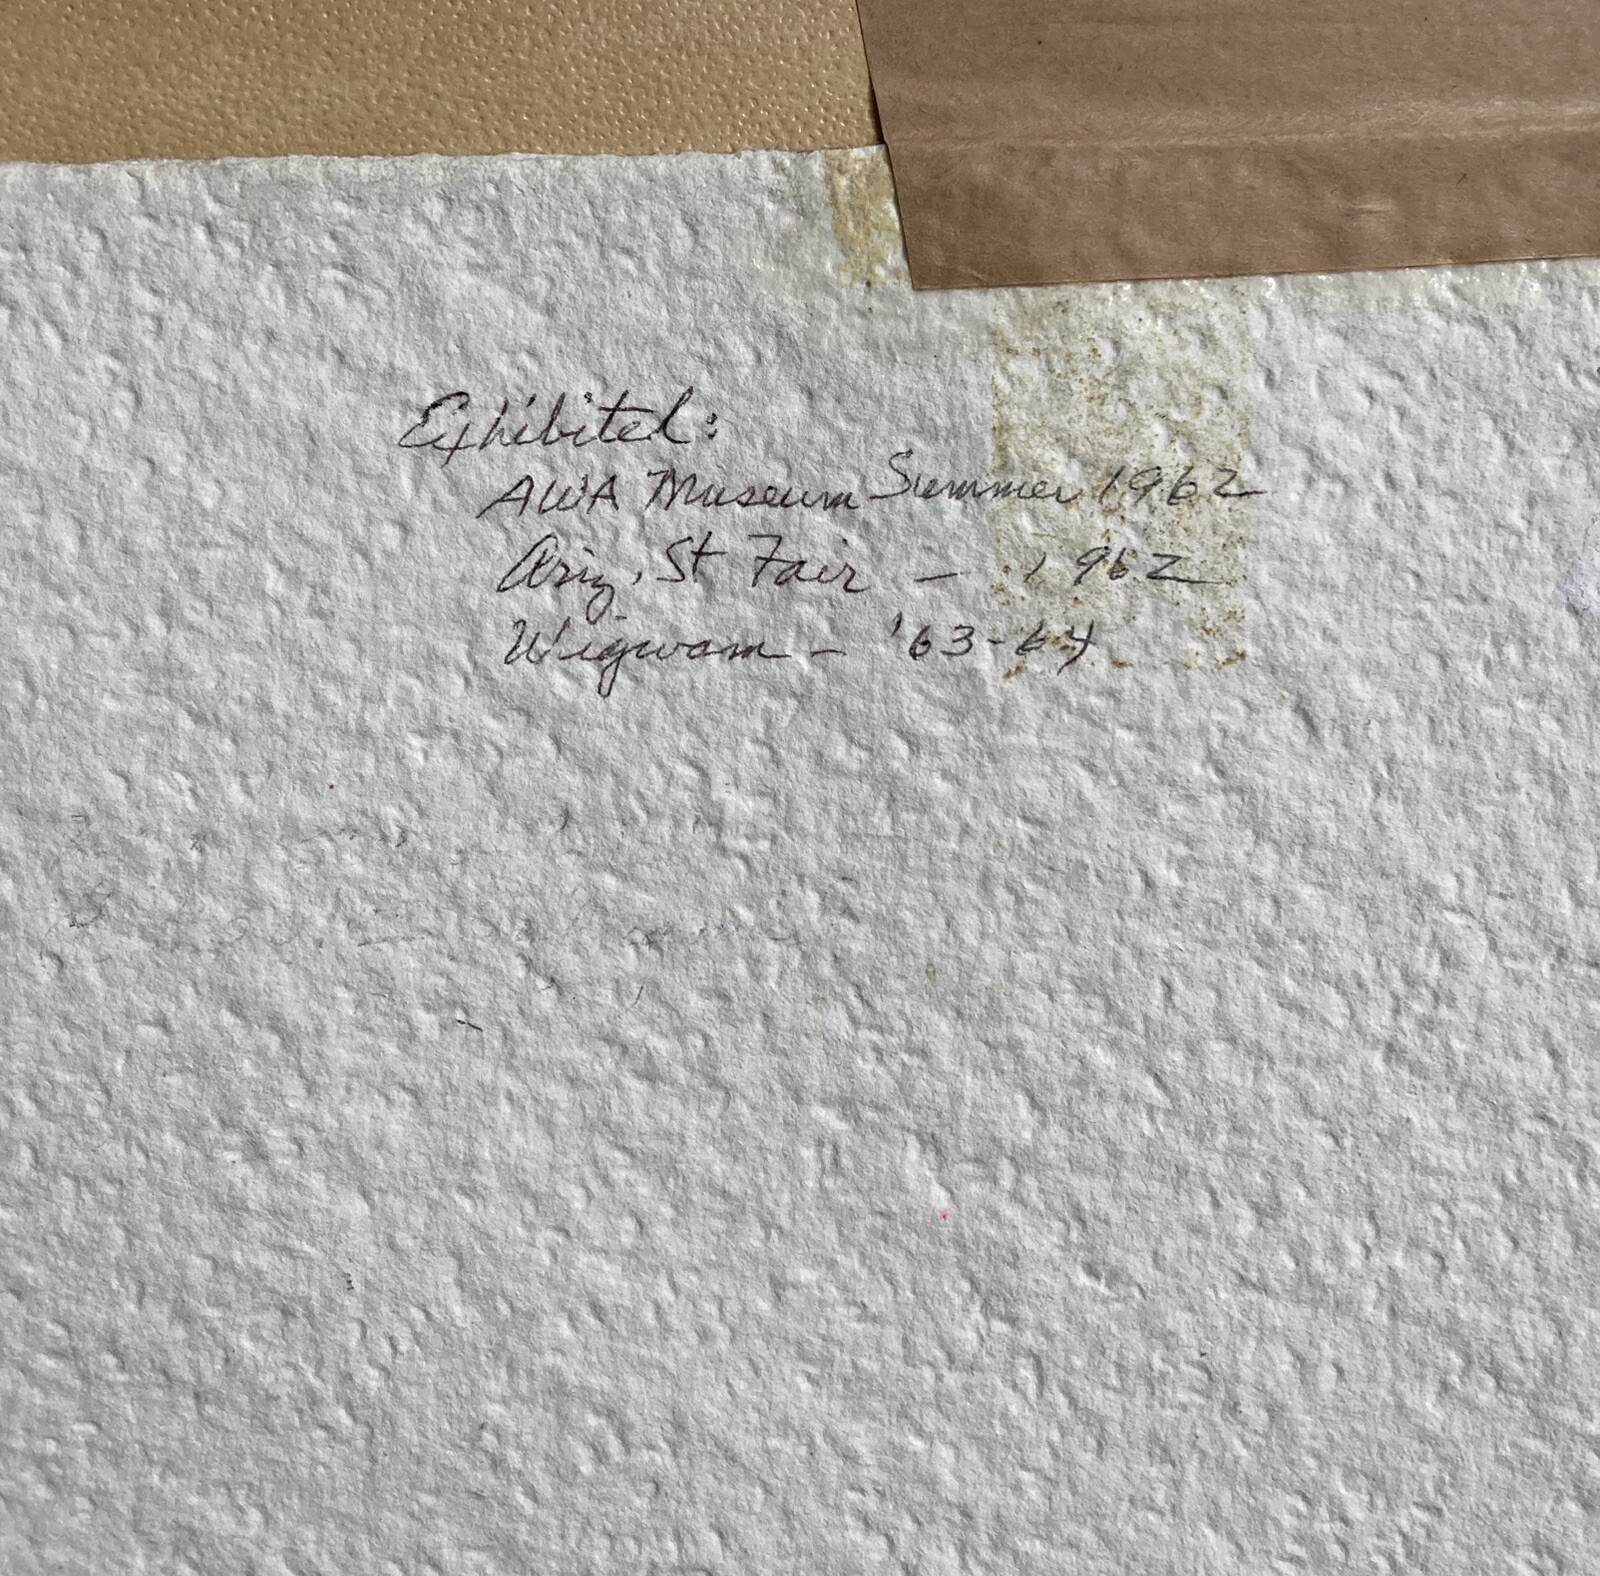 Exhibited:
AWA Museum Summer 1962
Ariz. St Fair - 1962
Wigwam - '63-64